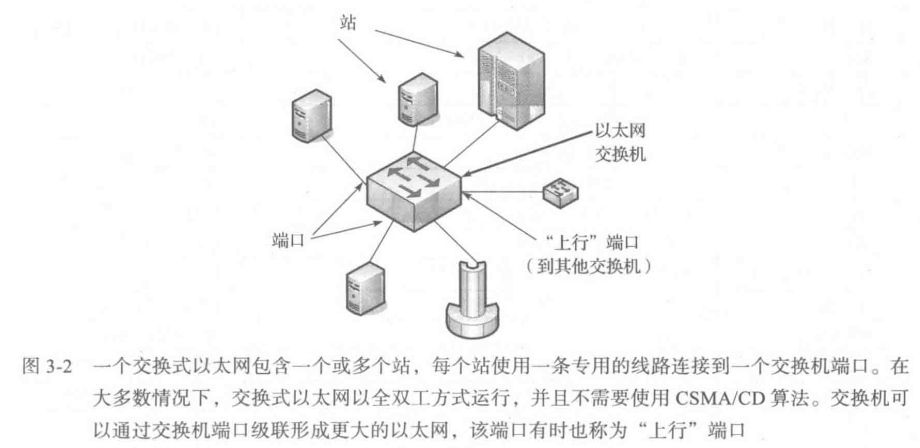 站
以太网
交换机
端口
“上行”端口
（到其他交换机）
图 3-2 一个交换式以太网包含一个或多个站，每个站使用一条专用的线路连接到一个交换机端口。在
大多数情况下，交换式以太网以全双工方式运行，并且不需要使用 CSMA/CD 算法。交换机可
以通过交换机端口级联形成更大的以太网，该端口有时也称为“上行”端口